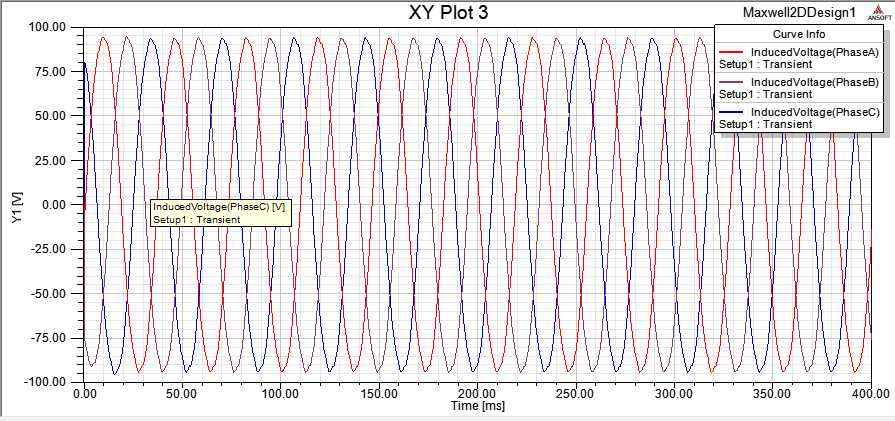 XY Plot 3
Maxwell2DDesign1
ANSOFT
Curve Info
InducedVoltage(PhaseA)
Setup1 : Transient
InducedVoltage(PhaseB)
Setup1 : Transient
InducedVoltage(PhaseC)
Setup1 : Transient
100.00
75.00
50.00
25.00
0.00
-25.00
-50.00
-75.00
-100.00
Y1 [V]
InducedVoltage(PhaseC) [V]
Setup1 : Transient
0.00 50.00 100.00 150.00 200.00 250.00 300.00 350.00 400.00
Time [ms]